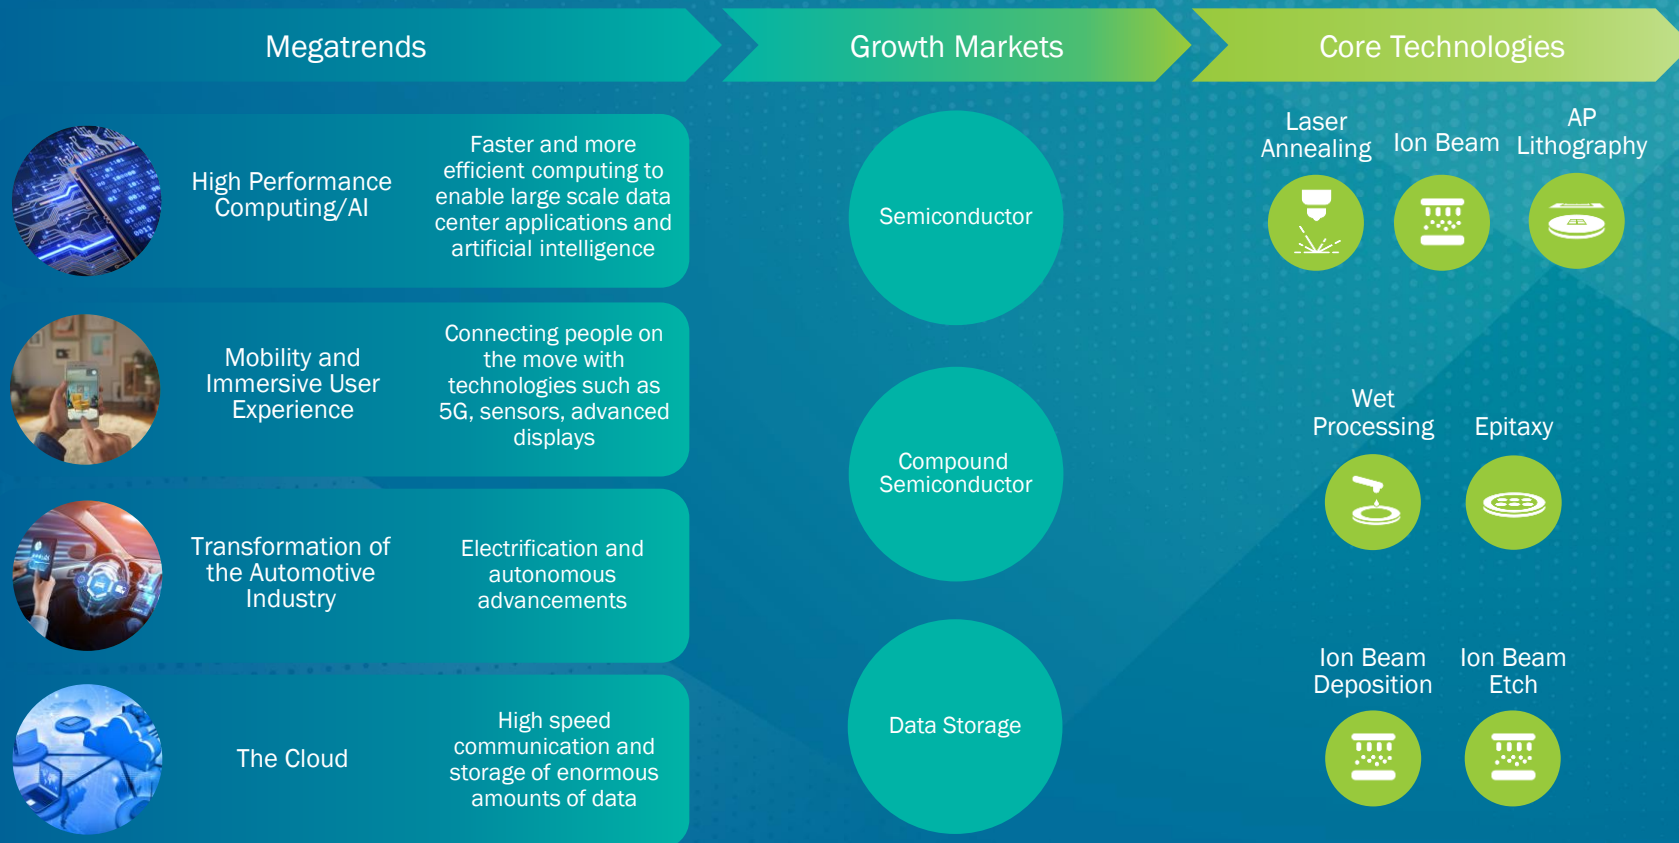 Megatrends
Growth Markets
Core Technologies
High Performance
Computing/AI
Faster and more
efficient computing to
enable large scale data
center applications and
artificial intelligence
Mobility and
Immersive User
Experience
Connecting people on
the move with
technologies such as
5G, sensors, advanced
displays
Transformation of
the Automotive
Industry
Electrification and
autonomous
advancements
The Cloud
High speed
communication and
storage of enormous
amounts of data
Semiconductor
Compound
Semiconductor
Data Storage
Laser
Annealing
Ion Beam
AP
Lithography
Wet
Processing
Epitaxy
Ion Beam
Deposition
Ion Beam
Etch